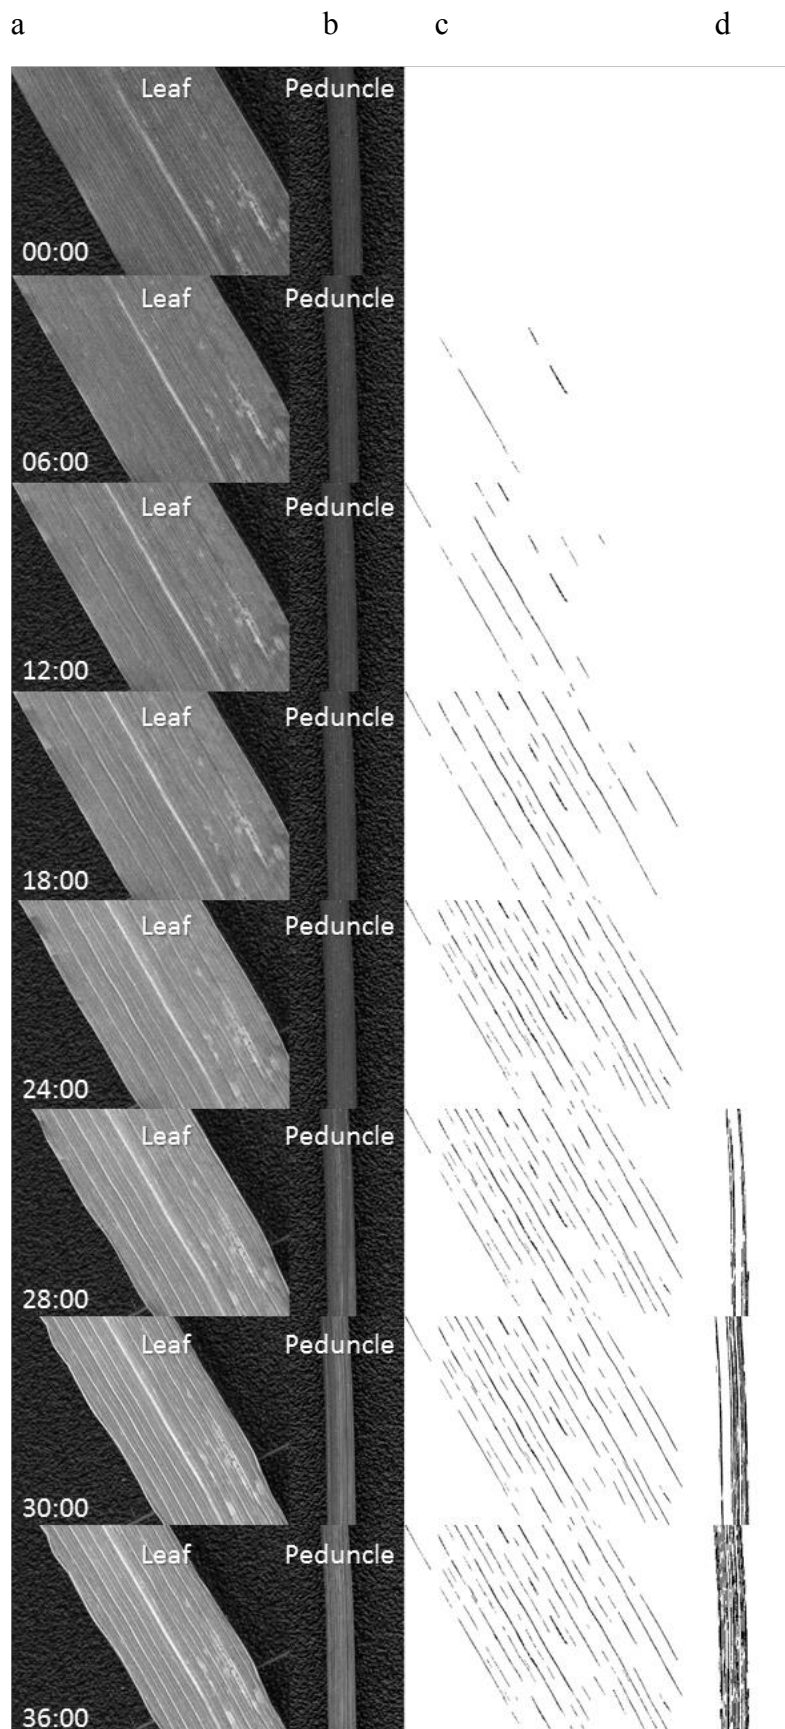 a b c d
Leaf Peduncle
00:00
Leaf Peduncle
06:00
Leaf Peduncle
12:00
Leaf Peduncle
18:00
Leaf Peduncle
24:00
Leaf Peduncle
28:00
Leaf Peduncle
30:00
Leaf Peduncle
36:00